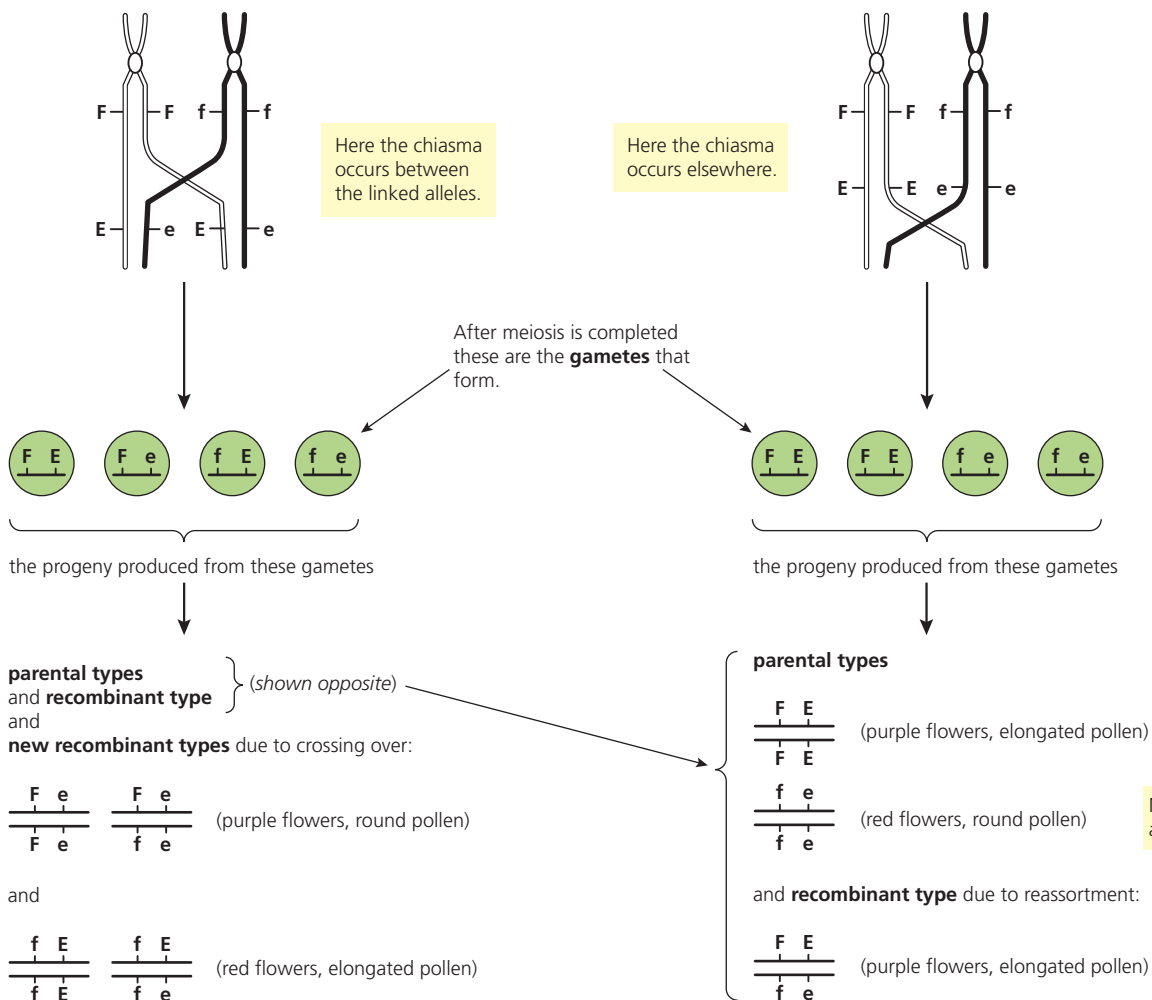 F F f f
E e E e
Here the chiasma
occurs between
the linked alleles.
Here the chiasma
occurs elsewhere.
F F f f
E E e e
After meiosis is completed
these are the gametes that
form.
F E F e f E f e
F E F E f e f e
the progeny produced from these gametes
the progeny produced from these gametes
parental types
and recombinant type
(shown opposite)
and
new recombinant types due to crossing over:
F e F e
(purple flowers, round pollen)
F e f e
and
f E f E
(red flowers, elongated pollen)
f E f e
parental types
F E
(purple flowers, elongated pollen)
F E
f e
(red flowers, round pollen)
f e
and recombinant type due to reassortment:
F E
(purple flowers, elongated pollen)
f e